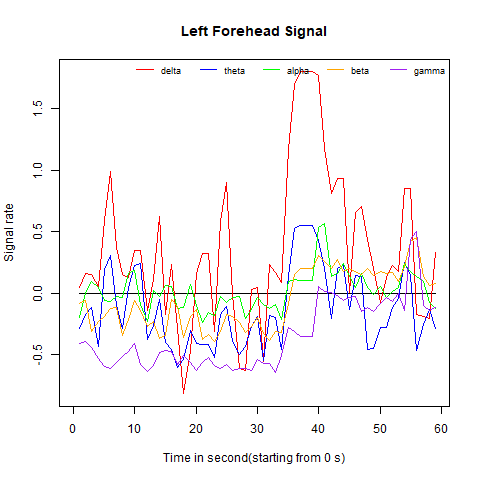 Left Forehead Signal
delta theta alpha beta gamma
Signal rate
1.5
1.0
0.5
0.0
-0.5
0 10 20 30 40 50 60
Time in second(starting from 0 s)